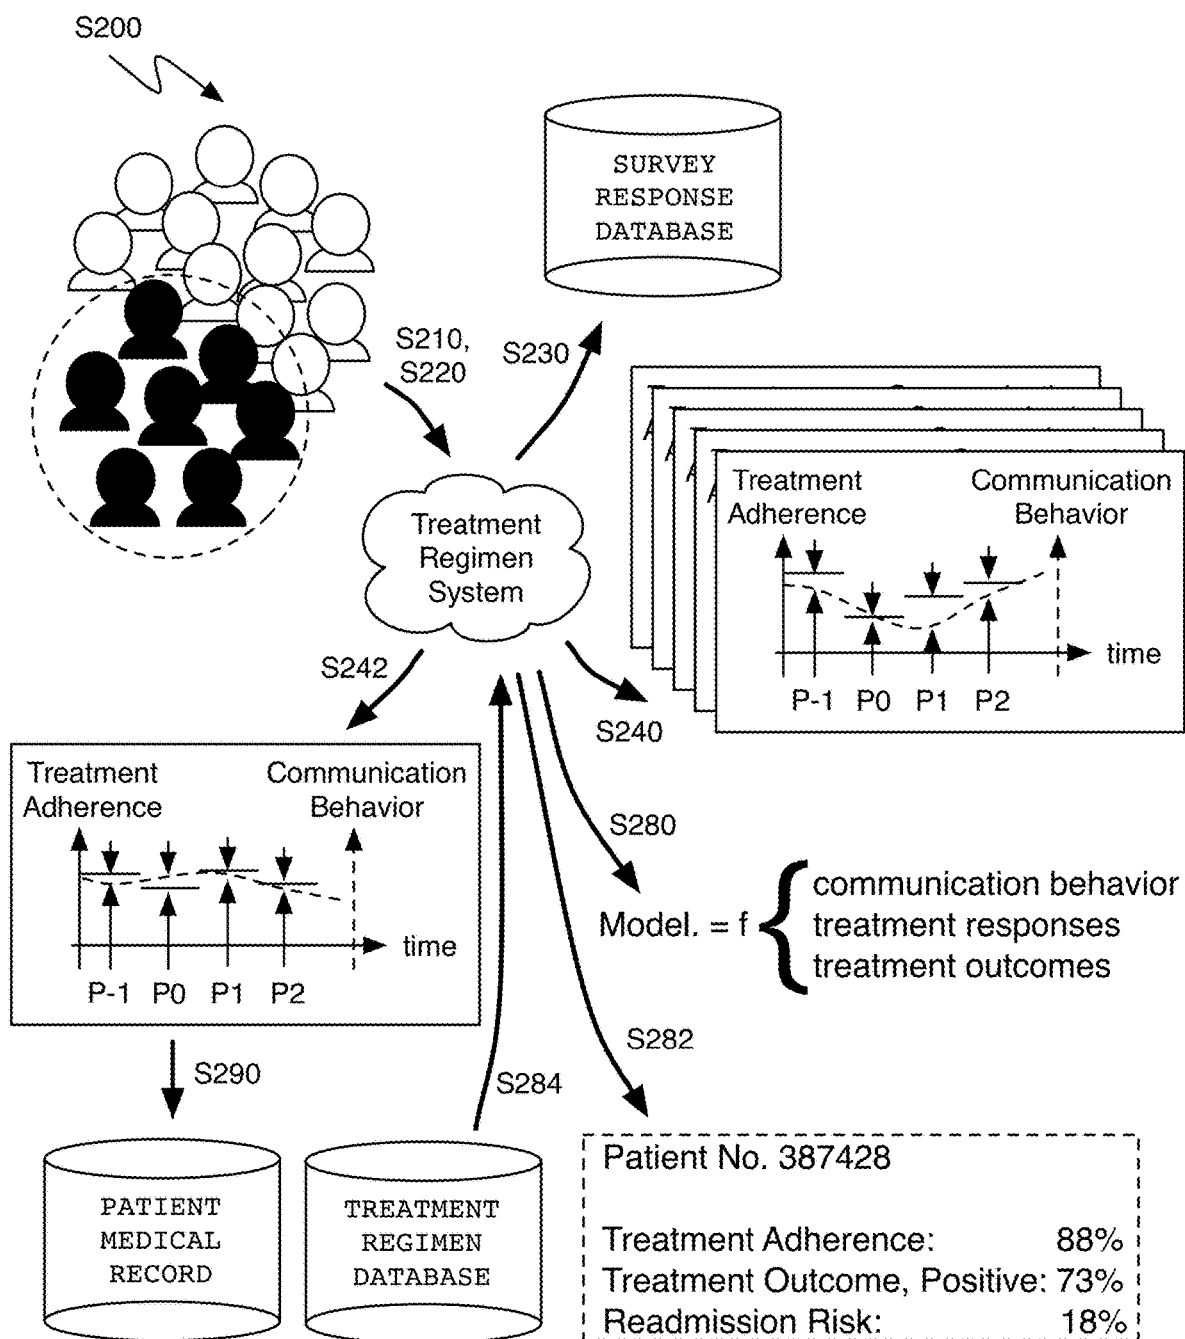 S200
SURVEY
RESPONSE
DATABASE
S210,
S220
S230
Treatment
Adherence
Communication
Behavior
time
P-1 P0 P1 P2
Treatment
Regimen
System
S242
S240
Treatment
Adherence
Communication
Behavior
time
P-1 P0 P1 P2
S280
Model. = f { communication behavior
treatment responses
treatment outcomes
S282
S290
S284
PATIENT
MEDICAL
RECORD
TREATMENT
REGIMEN
DATABASE
Patient No. 387428
Treatment Adherence: 88%
Treatment Outcome, Positive: 73%
Readmission Risk: 18%